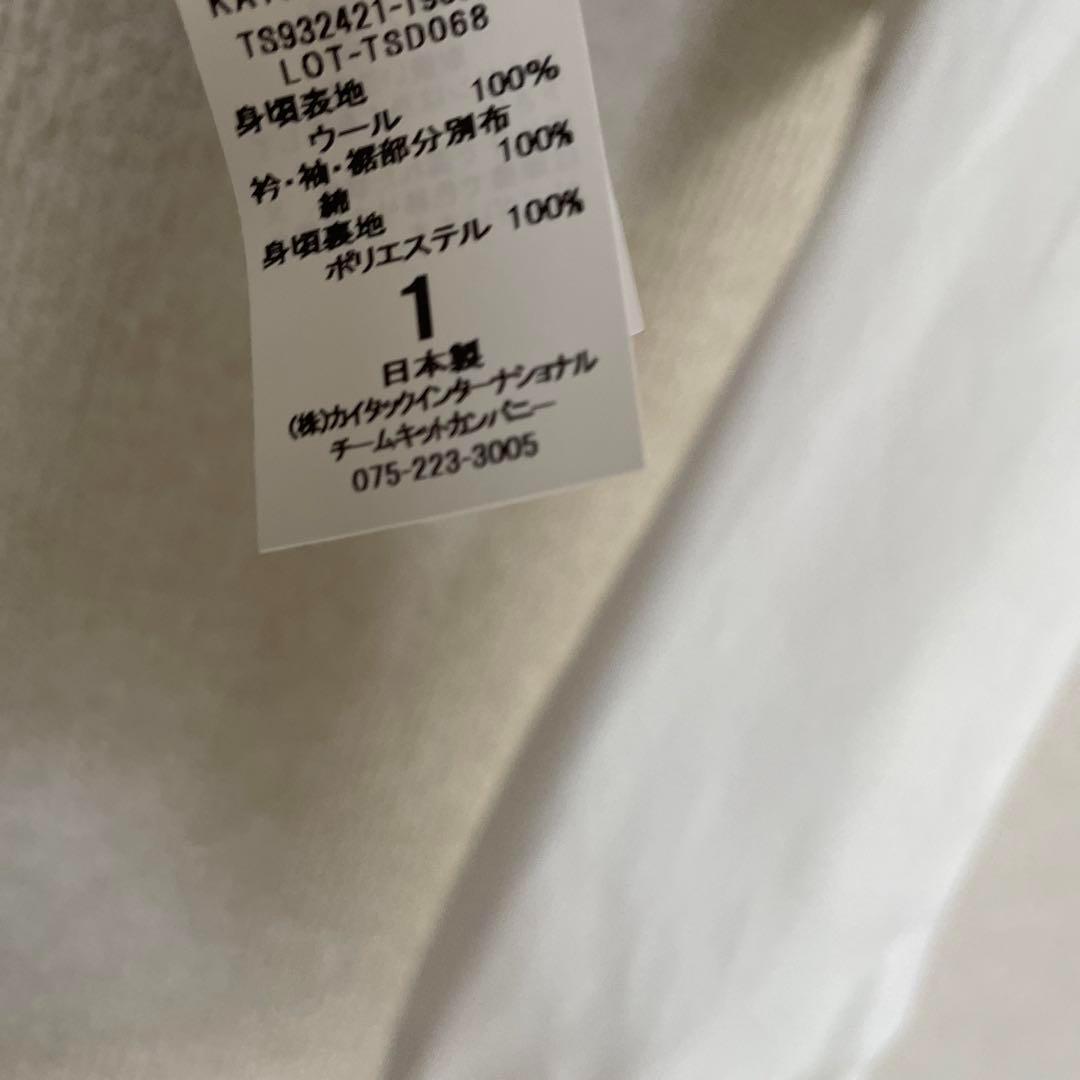 TS932421-
LOT-TSD068
身頃表地
ウール 100%
衿・袖・裾部分別布
綿 100%
身頃裏地
ポリエステル 100%
1
日本製
(株)カイタックインターナショナル
チームキットカンパニー
075-223-3005